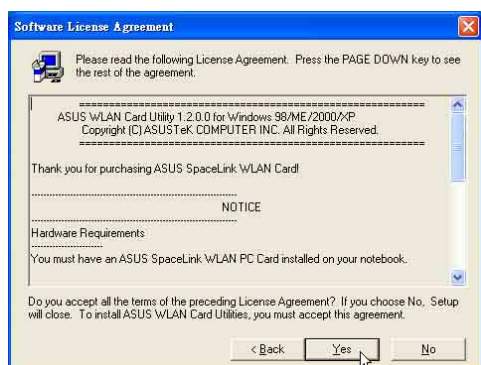 Software License Agreement
Please read the following License Agreement. Press the PAGE DOWN key to see
the rest of the agreement.
====================================================
ASUS WLAN Card Utility 1.2.0.0 for Windows 98/ME/2000/XP
Copyright (C) ASUSTeK COMPUTER INC. All Rights Reserved.
====================================================
Thank you for purchasing ASUS SpaceLink WLAN Card!
NOTICE
Hardware Requirements
You must have an ASUS SpaceLink WLAN PC Card installed on your notebook.
Do you accept all the terms of the preceding License Agreement? If you choose No, Setup
will close. To install ASUS WLAN Card Utilities, you must accept this agreement.
< Back Yes No